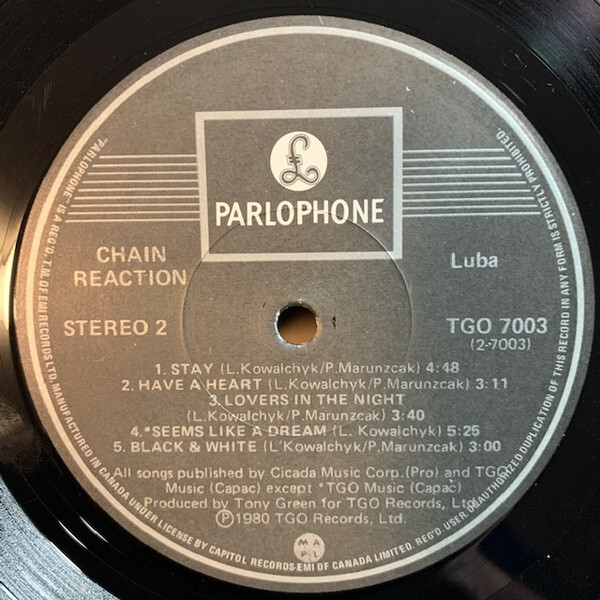 £
PARLOPHONE
CHAIN
REACTION
Luba
STEREO 2
TGO 7003
(2-7003)
1. STAY (L.Kowalchyk/P.Marunzcak) 4:48
2. HAVE A HEART (L.Kowalchyk/P.Marunzcak) 3:11
3. LOVERS IN THE NIGHT
(L.Kowalchyk/P.Marunzcak) 3:40
4.*SEEMS LIKE A DREAM (L. Kowalchyk) 5:25
5. BLACK & WHITE (L'Kowalchyk/P.Marunzcak) 3:00
All songs published by Cicada Music Corp.(Pro) and TGO
Music (Capac) except *TGO Music (Capac)
Produced by Tony Green for TGO Records, Ltd.
Ⓟ1980 TGO Records, Ltd.
M A P L
"PARLOPHONE" IS A REG'D. T.M. OF EMI RECORDS LTD. MANUFACTURED IN CANADA UNDER LICENSE BY CAPITOL RECORDS-EMI OF CANADA LIMITED. REG'D. USER. UNAUTHORIZED DUPLICATION OF THIS RECORD IN ANY FORM IS STRICTLY PROHIBITED.